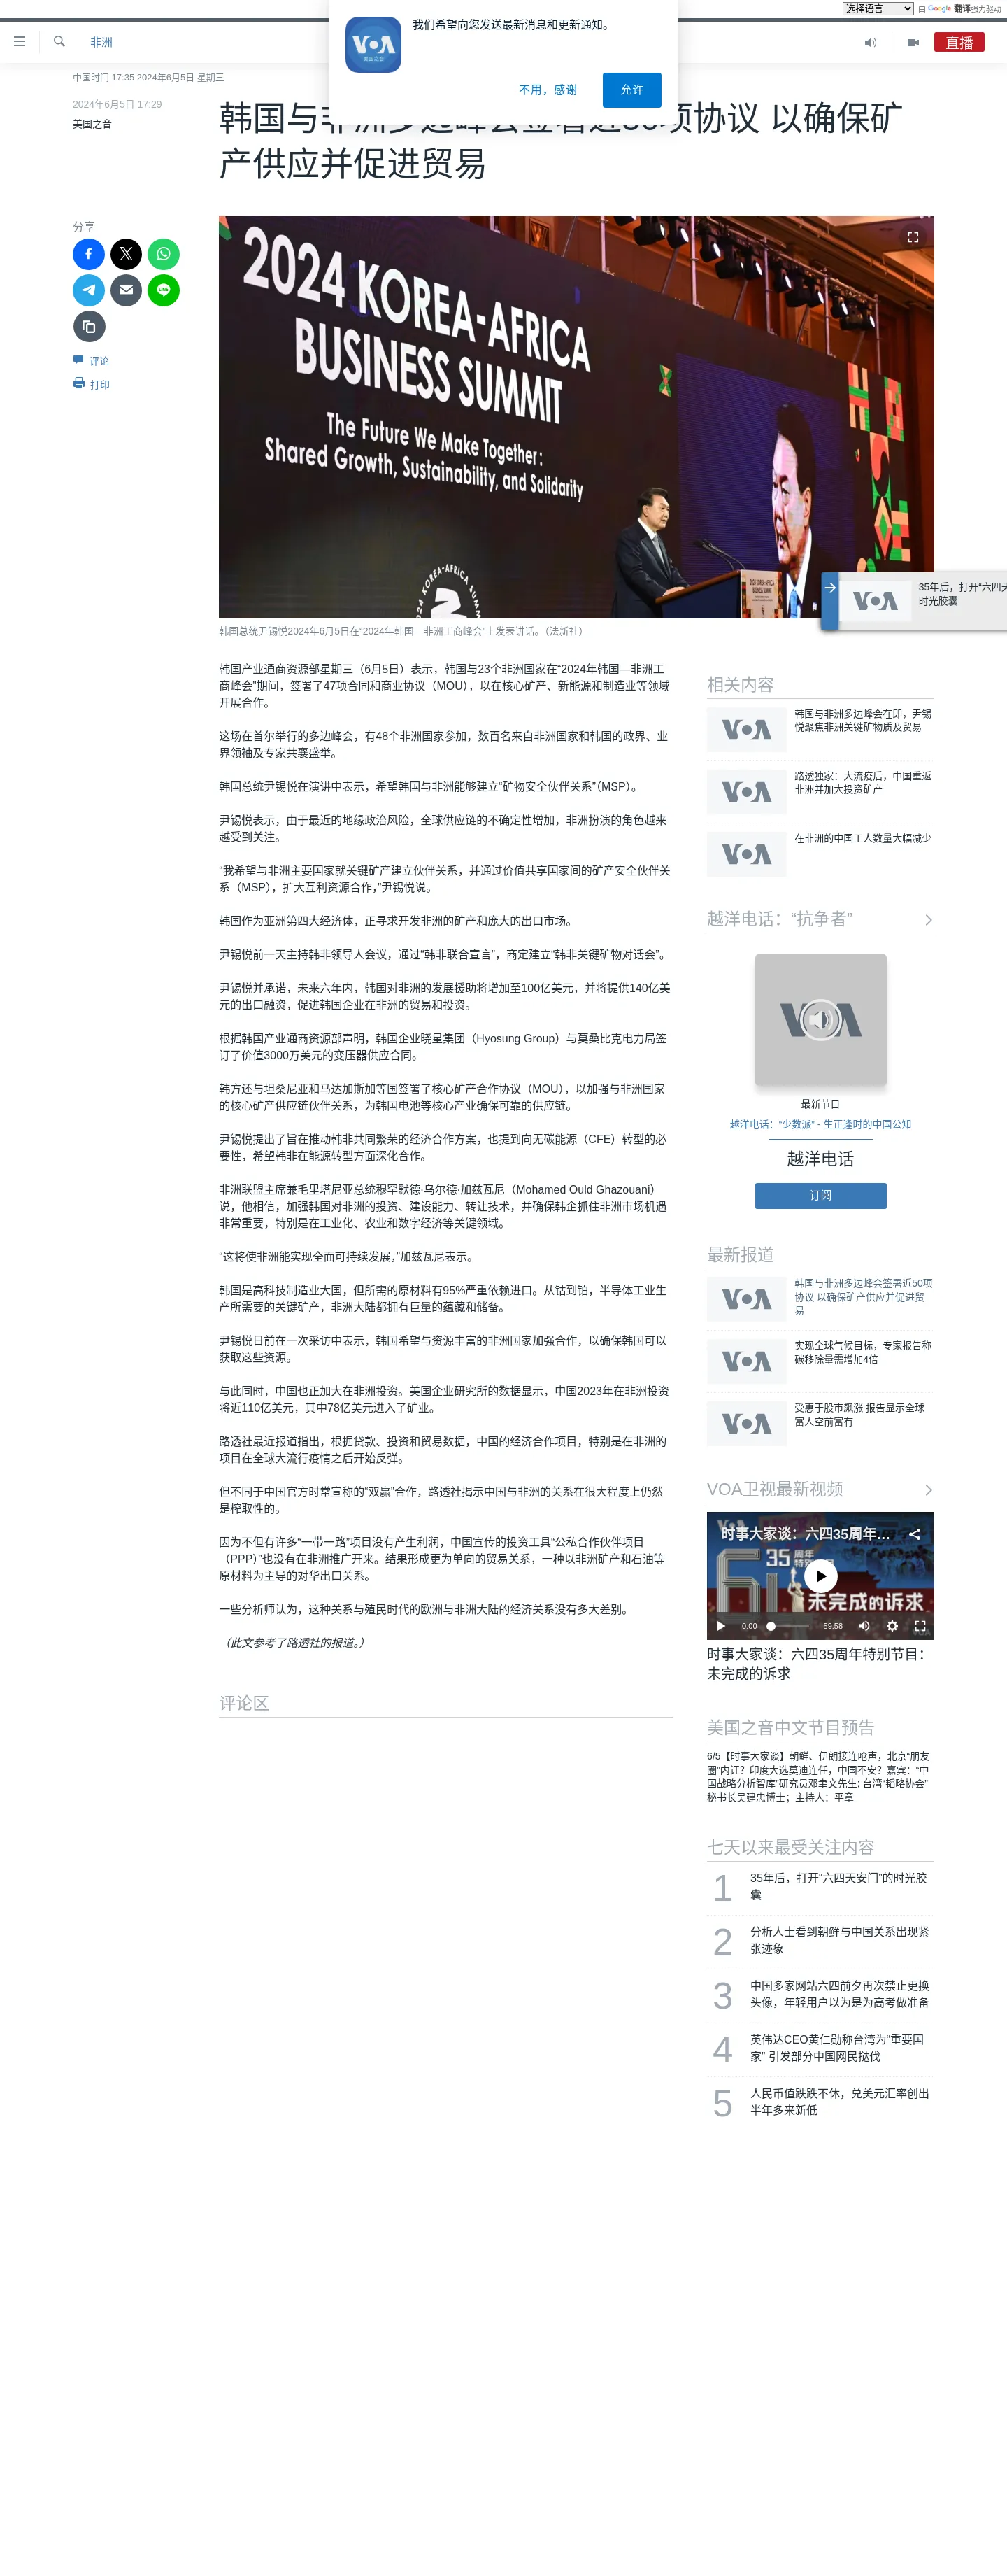 选择语言
由 Google 翻译强力驱动
我们希望向您发送最新消息和更新通知。
VOA
美国之音
不用，感谢
允许
非洲
直播
中国时间 17:35 2024年6月5日 星期三
2024年6月5日 17:29
美国之音
韩国与非洲多边峰会签署近50项协议 以确保矿
产供应并促进贸易
分享
评论
打印
2024 KOREA-AFRICA
BUSINESS SUMMIT
The Future We Make Together:
Shared Growth, Sustainability, and Solidarity
韩国总统尹锡悦2024年6月5日在“2024年韩国—非洲工商峰会”上发表讲话。（法新社）
35年后，打开“六四天
时光胶囊
韩国产业通商资源部星期三（6月5日）表示，韩国与23个非洲国家在“2024年韩国—非洲工
商峰会”期间，签署了47项合同和商业协议（MOU），以在核心矿产、新能源和制造业等领域
开展合作。
这场在首尔举行的多边峰会，有48个非洲国家参加，数百名来自非洲国家和韩国的政界、业
界领袖及专家共襄盛举。
韩国总统尹锡悦在演讲中表示，希望韩国与非洲能够建立“矿物安全伙伴关系”（MSP）。
尹锡悦表示，由于最近的地缘政治风险，全球供应链的不确定性增加，非洲扮演的角色越来
越受到关注。
“我希望与非洲主要国家就关键矿产建立伙伴关系，并通过价值共享国家间的矿产安全伙伴关
系（MSP），扩大互利资源合作，”尹锡悦说。
韩国作为亚洲第四大经济体，正寻求开发非洲的矿产和庞大的出口市场。
尹锡悦前一天主持韩非领导人会议，通过“韩非联合宣言”，商定建立“韩非关键矿物对话会”。
尹锡悦并承诺，未来六年内，韩国对非洲的发展援助将增加至100亿美元，并将提供140亿美
元的出口融资，促进韩国企业在非洲的贸易和投资。
根据韩国产业通商资源部声明，韩国企业晓星集团（Hyosung Group）与莫桑比克电力局签
订了价值3000万美元的变压器供应合同。
韩方还与坦桑尼亚和马达加斯加等国签署了核心矿产合作协议（MOU），以加强与非洲国家
的核心矿产供应链伙伴关系，为韩国电池等核心产业确保可靠的供应链。
尹锡悦提出了旨在推动韩非共同繁荣的经济合作方案，也提到向无碳能源（CFE）转型的必
要性，希望韩非在能源转型方面深化合作。
非洲联盟主席兼毛里塔尼亚总统穆罕默德·乌尔德·加兹瓦尼（Mohamed Ould Ghazouani）
说，他相信，加强韩国对非洲的投资、建设能力、转让技术，并确保韩企抓住非洲市场机遇
非常重要，特别是在工业化、农业和数字经济等关键领域。
“这将使非洲能实现全面可持续发展，”加兹瓦尼表示。
韩国是高科技制造业大国，但所需的原材料有95%严重依赖进口。从钴到铂，半导体工业生
产所需要的关键矿产，非洲大陆都拥有巨量的蕴藏和储备。
尹锡悦日前在一次采访中表示，韩国希望与资源丰富的非洲国家加强合作，以确保韩国可以
获取这些资源。
与此同时，中国也正加大在非洲投资。美国企业研究所的数据显示，中国2023年在非洲投资
将近110亿美元，其中78亿美元进入了矿业。
路透社最近报道指出，根据贷款、投资和贸易数据，中国的经济合作项目，特别是在非洲的
项目在全球大流行疫情之后开始反弹。
但不同于中国官方时常宣称的“双赢”合作，路透社揭示中国与非洲的关系在很大程度上仍然
是榨取性的。
因为不但有许多“一带一路”项目没有产生利润，中国宣传的投资工具“公私合作伙伴项目
（PPP）”也没有在非洲推广开来。结果形成更为单向的贸易关系，一种以非洲矿产和石油等
原材料为主导的对华出口关系。
一些分析师认为，这种关系与殖民时代的欧洲与非洲大陆的经济关系没有多大差别。
（此文参考了路透社的报道。）
评论区
相关内容
韩国与非洲多边峰会在即，尹锡
悦聚焦非洲关键矿物质及贸易
路透独家：大流疫后，中国重返
非洲并加大投资矿产
在非洲的中国工人数量大幅减少
越洋电话：“抗争者”
最新节目
越洋电话：“少数派” - 生正逢时的中国公知
越洋电话
订阅
最新报道
韩国与非洲多边峰会签署近50项
协议 以确保矿产供应并促进贸
易
实现全球气候目标，专家报告称
碳移除量需增加4倍
受惠于股市飙涨 报告显示全球
富人空前富有
VOA卫视最新视频
时事大家谈：六四35周年…
35周年
未完成的诉求
0:00
59:58
时事大家谈：六四35周年特别节目：
未完成的诉求
美国之音中文节目预告
6/5【时事大家谈】朝鲜、伊朗接连呛声，北京“朋友
圈”内讧？印度大选莫迪连任，中国不安？嘉宾：“中
国战略分析智库”研究员邓聿文先生; 台湾“韬略协会”
秘书长吴建忠博士；主持人：平章
七天以来最受关注内容
1
35年后，打开“六四天安门”的时光胶
囊
2
分析人士看到朝鲜与中国关系出现紧
张迹象
3
中国多家网站六四前夕再次禁止更换
头像，年轻用户以为是为高考做准备
4
英伟达CEO黄仁勋称台湾为“重要国
家” 引发部分中国网民挞伐
5
人民币值跌跌不休，兑美元汇率创出
半年多来新低